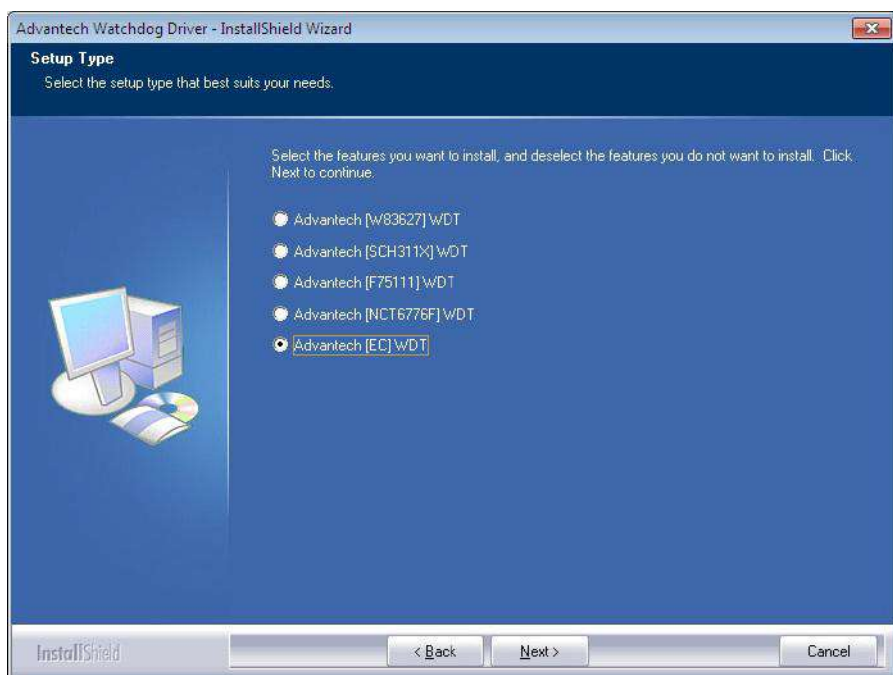 Advantech Watchdog Driver - InstallShield Wizard
Setup Type
Select the setup type that best suits your needs.
Select the features you want to install, and deselect the features you do not want to install. Click
Next to continue.
Advantech [W83627] WDT
Advantech [SCH311X] WDT
Advantech [F75111] WDT
Advantech [NCT6776F] WDT
Advantech [EC] WDT
InstallShield
< Back
Next >
Cancel